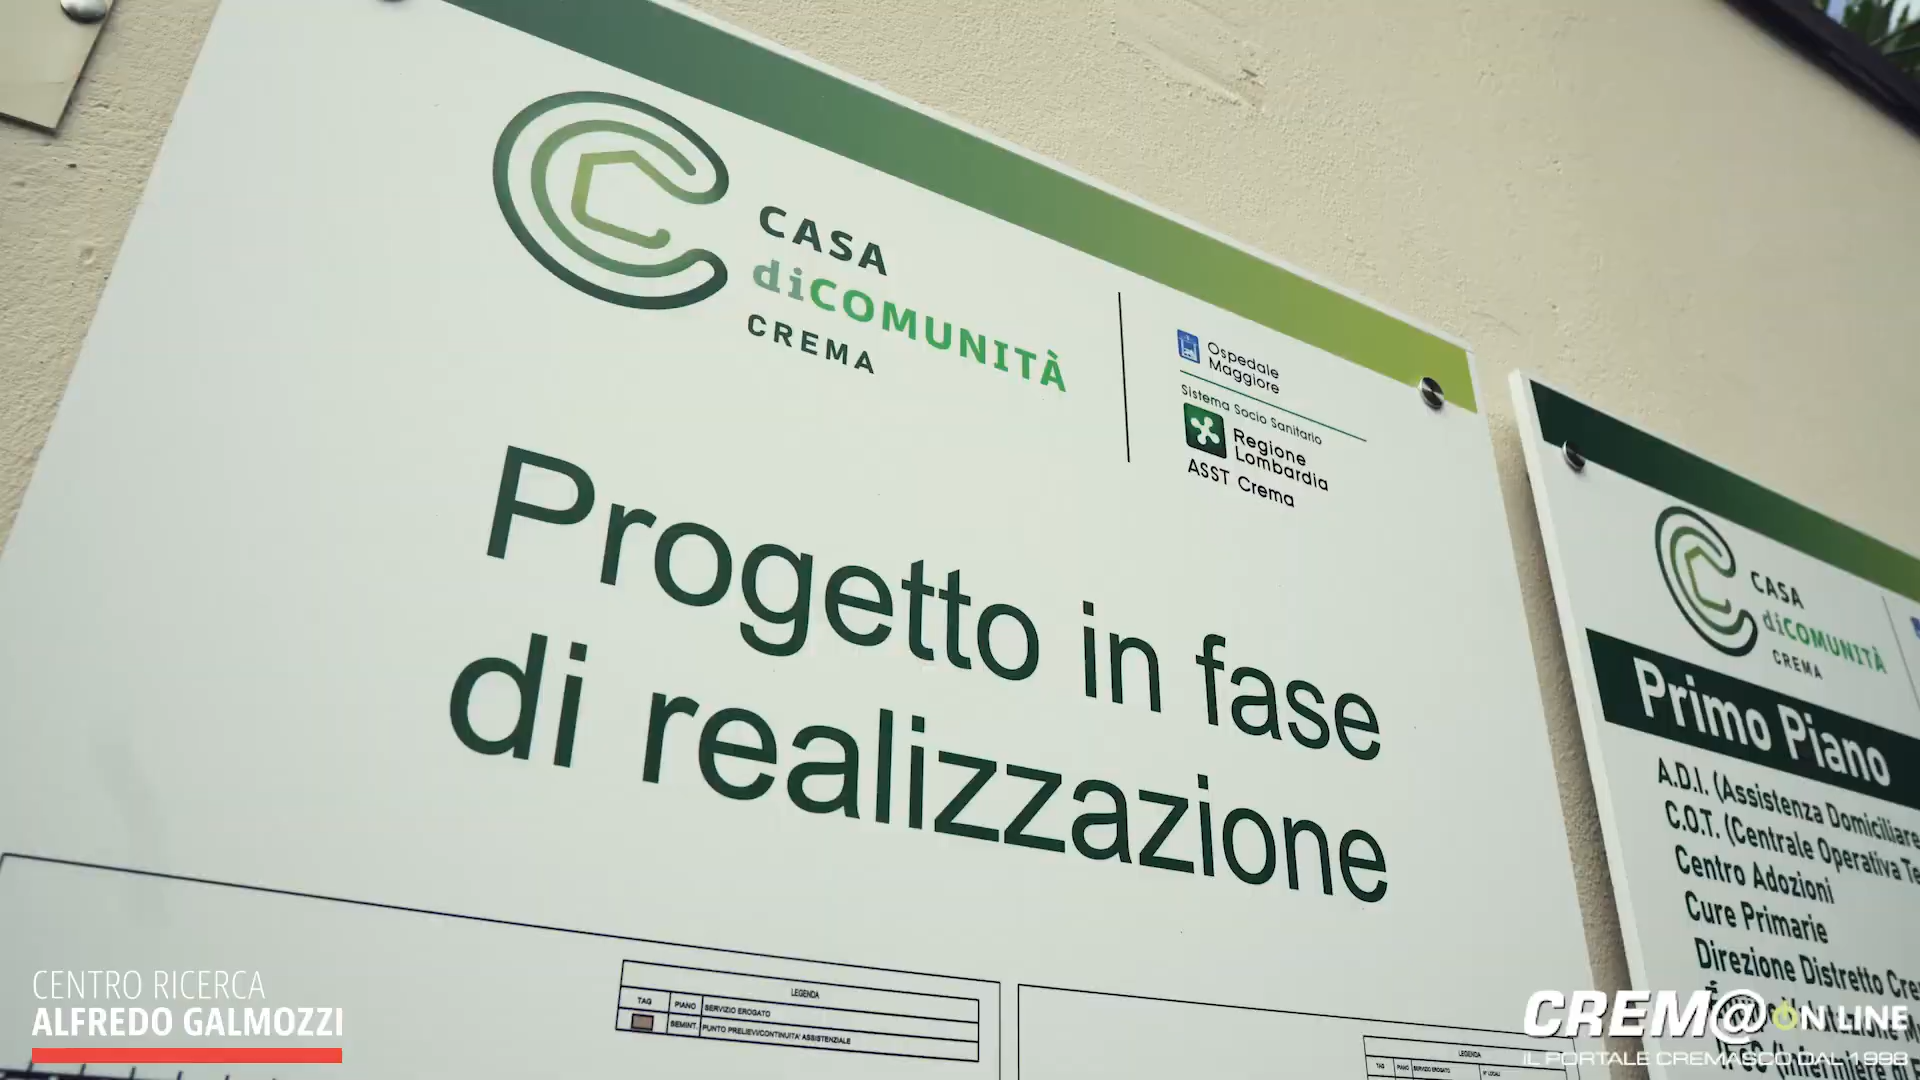 CASA
diCOMUNITÀ
CREMA
Ospedale
Maggiore
Sistema Socio Sanitario
Regione
Lombardia
ASST Crema
Progetto in fase
di realizzazione
LEGENDA
TAG PIANO SERVIZIO EROGATO
SEMINT. PUNTO PRELIEVI/CONTINUITA' ASSISTENZIALE
LEGENDA
TAG PIANO SERVIZIO EROGATO N° LOCALI
CASA
diCOMUNITÀ
CREMA
Primo Piano
A.D.I. (Assistenza Domiciliare
C.O.T. (Centrale Operativa Te
Centro Adozioni
Cure Primarie
Direzione Distretto Cre
CENTRO RICERCA
ALFREDO GALMOZZI
CREM@ ON LINE
IL PORTALE CREMASCO DAL 1998